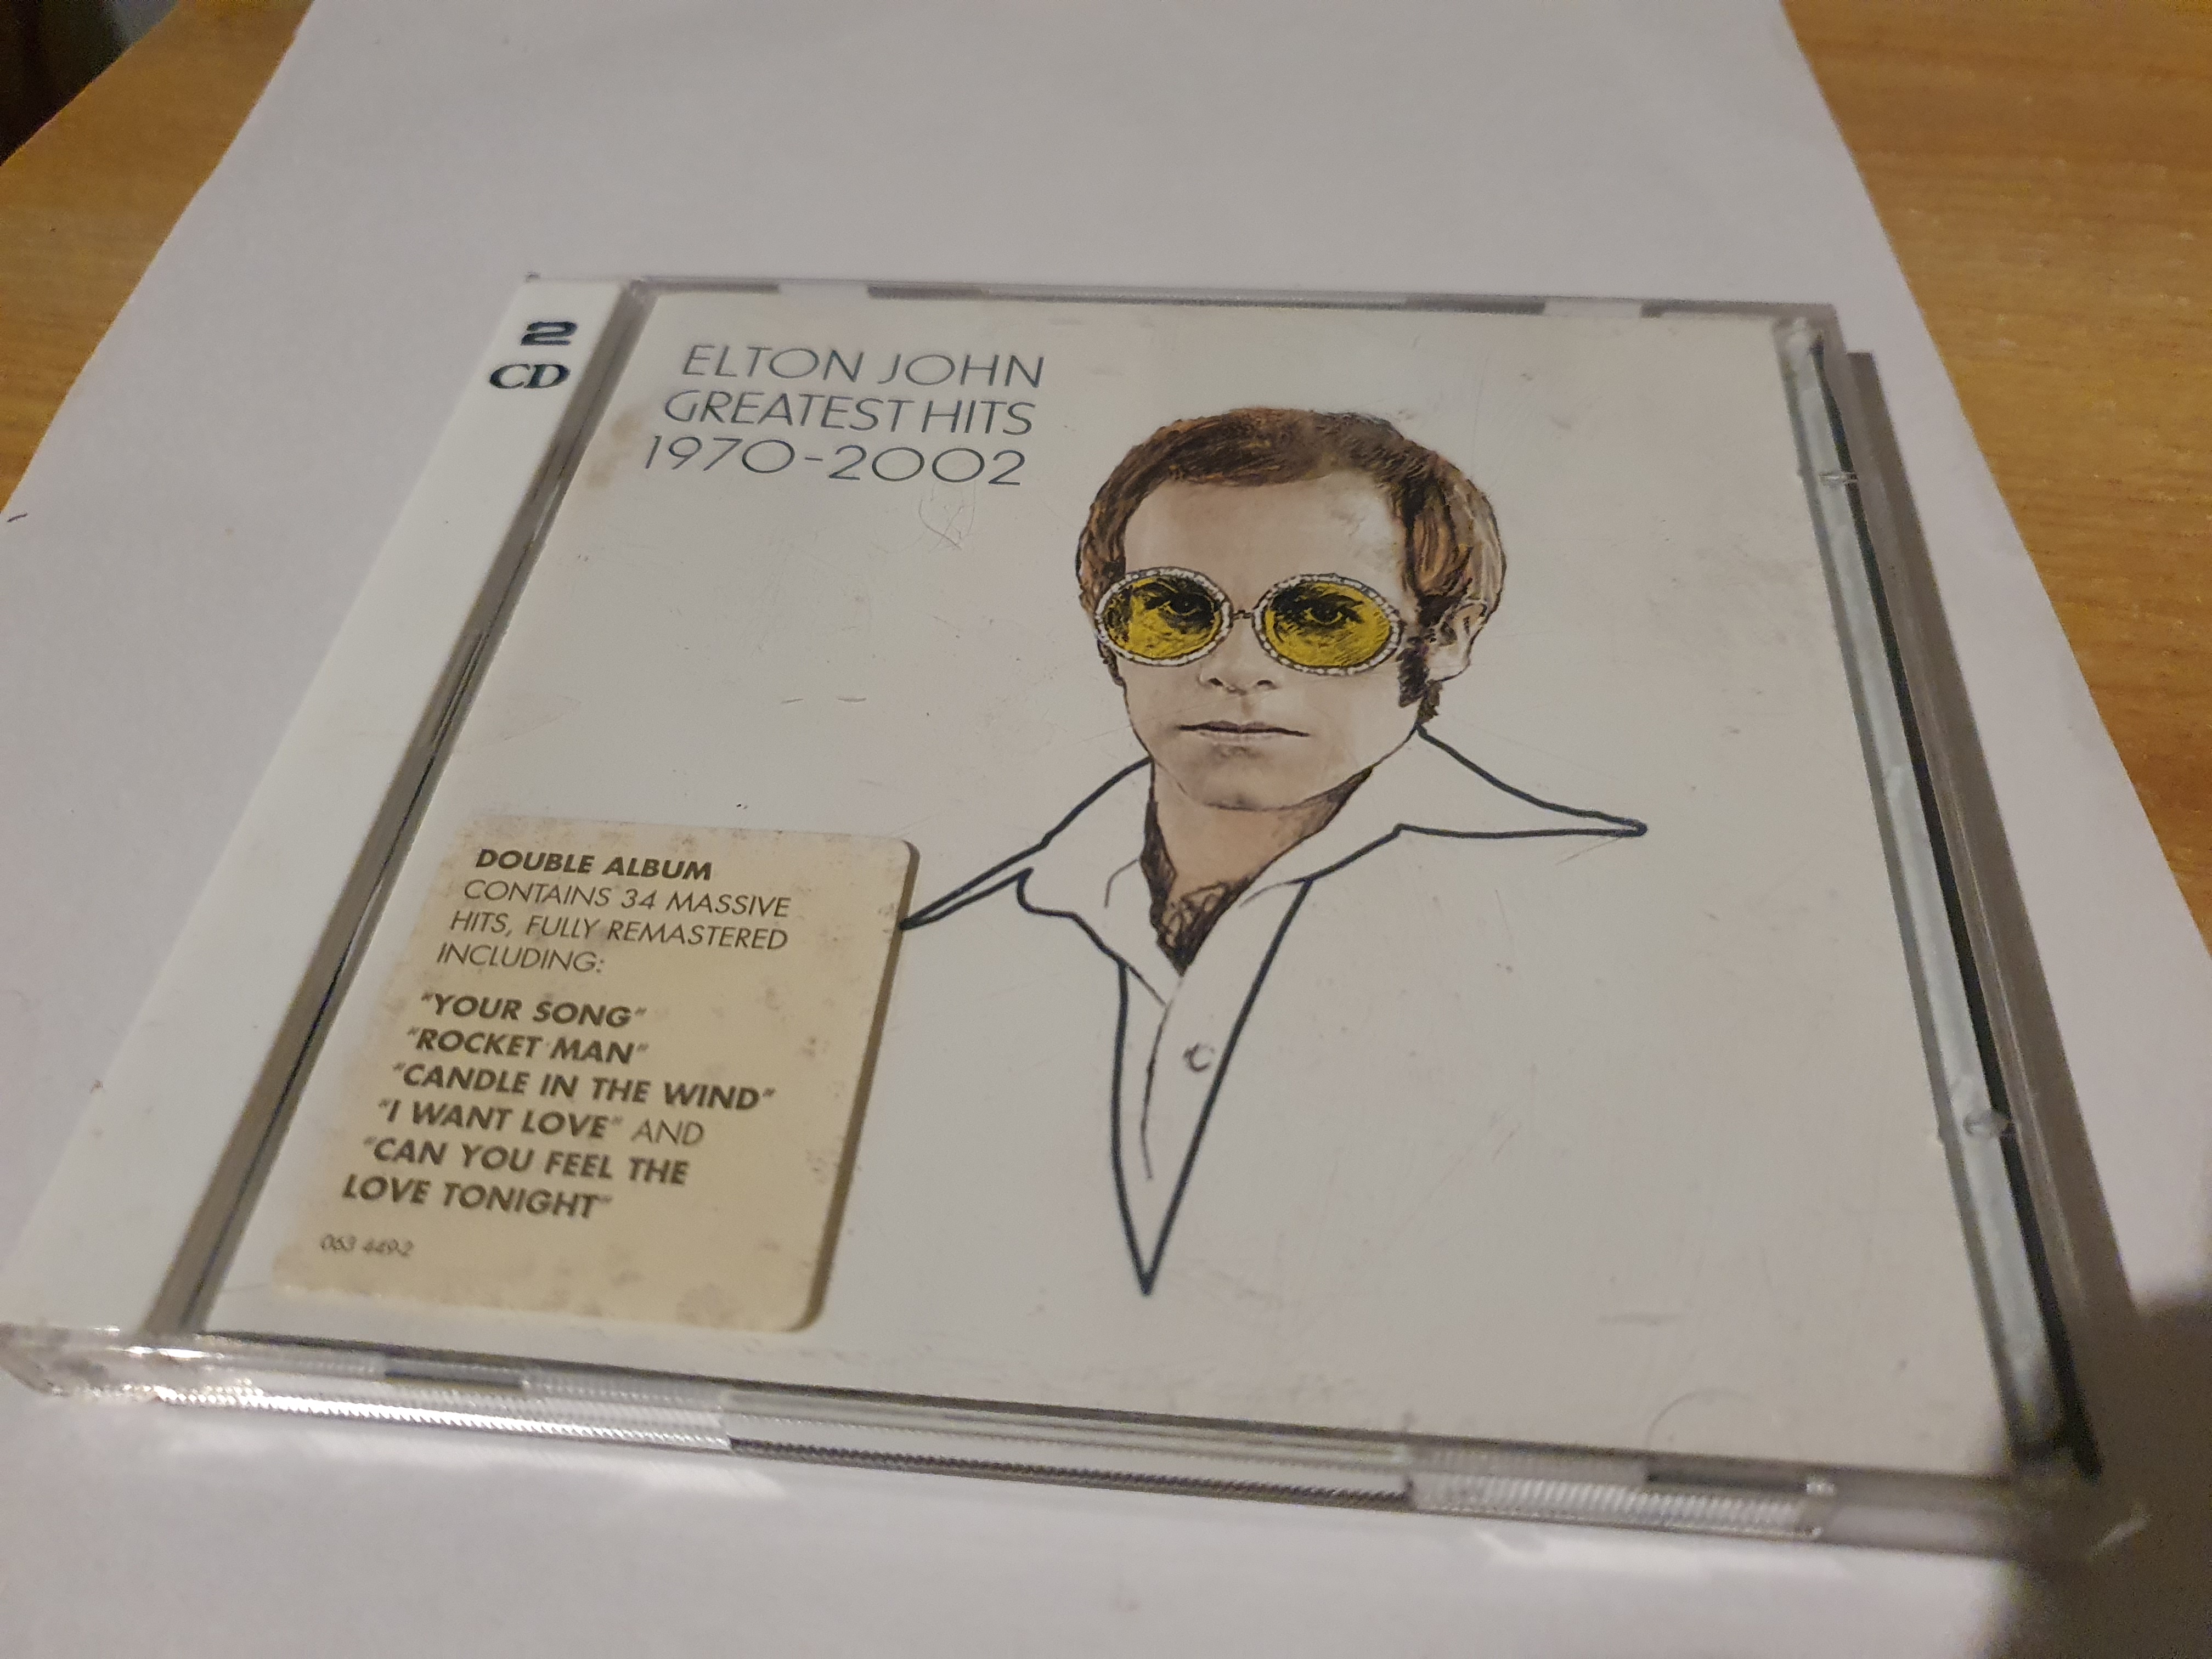 2
CD
ELTON JOHN
GREATEST HITS
1970-2002
DOUBLE ALBUM
CONTAINS 34 MASSIVE
HITS, FULLY REMASTERED
INCLUDING:
"YOUR SONG"
"ROCKET MAN"
"CANDLE IN THE WIND"
"I WANT LOVE" AND
"CAN YOU FEEL THE
LOVE TONIGHT"
063 449-2